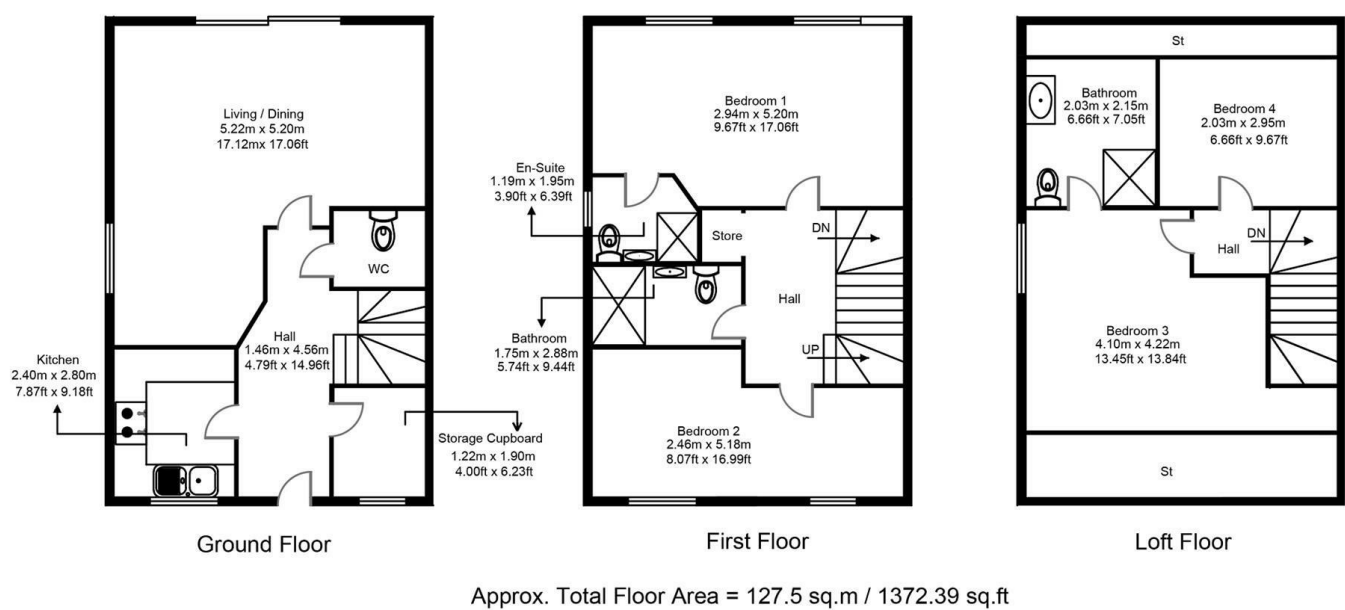 Living / Dining
5.22m x 5.20m
17.12mx 17.06ft
WC
Hall
1.46m x 4.56m
4.79ft x 14.96ft
Kitchen
2.40m x 2.80m
7.87ft x 9.18ft
Storage Cupboard
1.22m x 1.90m
4.00ft x 6.23ft
Ground Floor
Bedroom 1
2.94m x 5.20m
9.67ft x 17.06ft
En-Suite
1.19m x 1.95m
3.90ft x 6.39ft
Store
DN
Hall
Bathroom
1.75m x 2.88m
5.74ft x 9.44ft
UP
Bedroom 2
2.46m x 5.18m
8.07ft x 16.99ft
First Floor
St
Bathroom
2.03m x 2.15m
6.66ft x 7.05ft
Bedroom 4
2.03m x 2.95m
6.66ft x 9.67ft
DN
Hall
Bedroom 3
4.10m x 4.22m
13.45ft x 13.84ft
St
Loft Floor
Approx. Total Floor Area = 127.5 sq.m / 1372.39 sq.ft